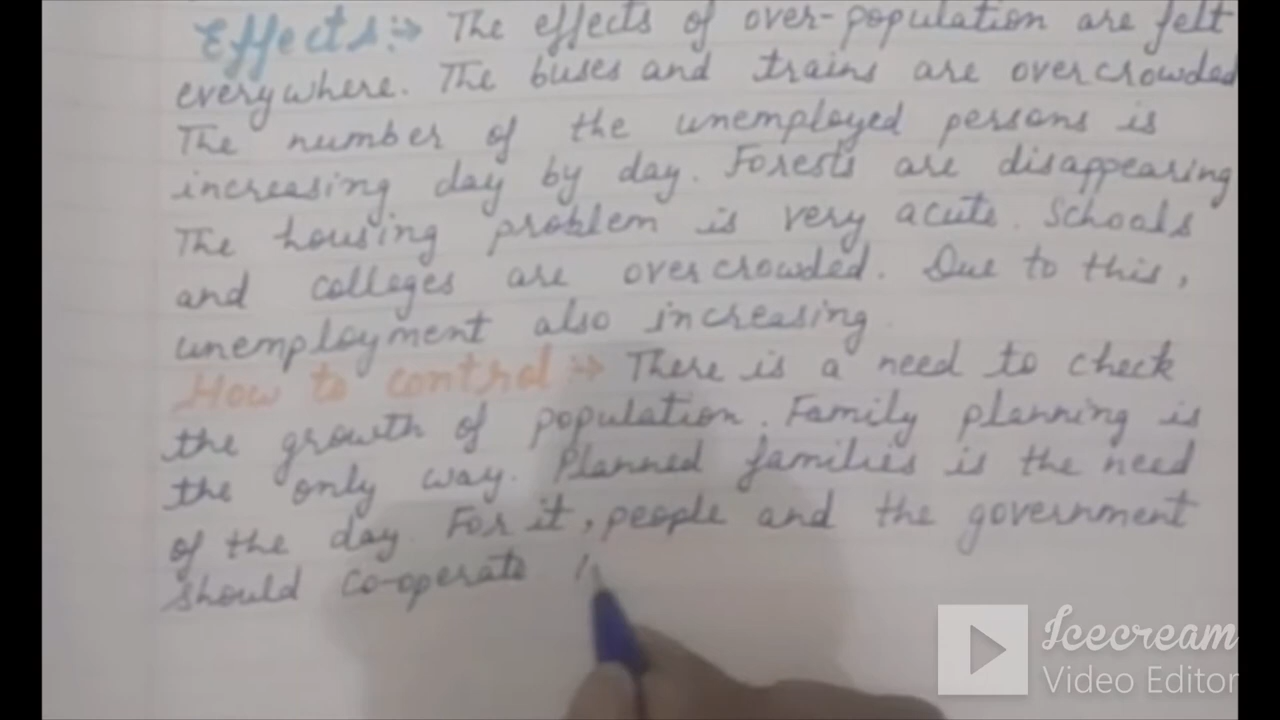 Effects:→ The effects of over-population are felt
everywhere. The buses and trains are overcrowded
The number of the unemployed persons is
increasing day by day. Forests are disappearing
The housing problem is very acute. Schools
and colleges are overcrowded. Due to this,
unemployment also increasing
How to control :→ There is a need to check
the growth of population. Family planning is
the only way. Planned families is the need
of the day. For it, people and the government
should co-operate
Icecream
Video Editor